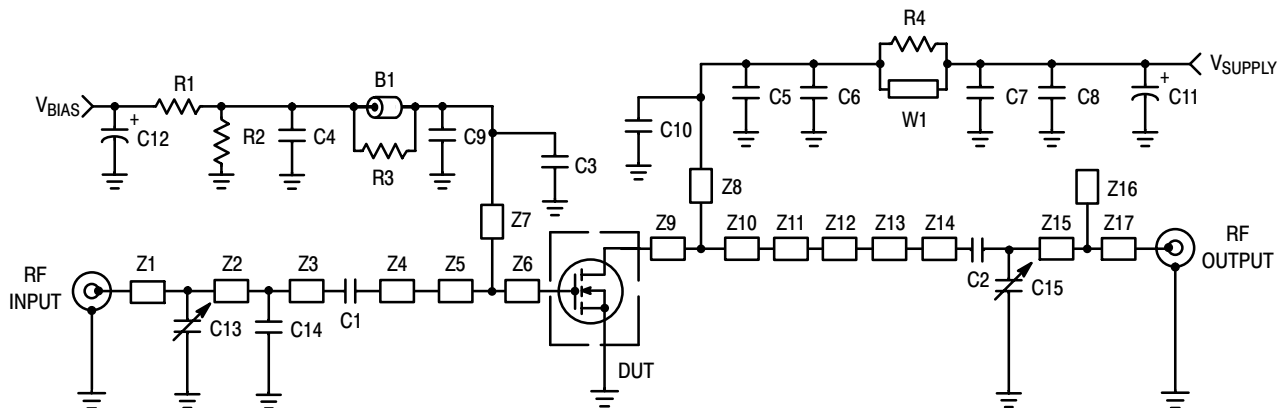 R4
V_SUPPLY
W1
C5
C6
C7
C8
C11
+
C10
V_BIAS
R1
B1
+
C12
R2
C4
R3
C9
C3
Z7
Z8
Z16
RF
INPUT
Z1
Z2
Z3
Z4
Z5
Z6
C13
C14
C1
DUT
Z9
Z10
Z11
Z12
Z13
Z14
C2
C15
Z15
Z17
RF
OUTPUT